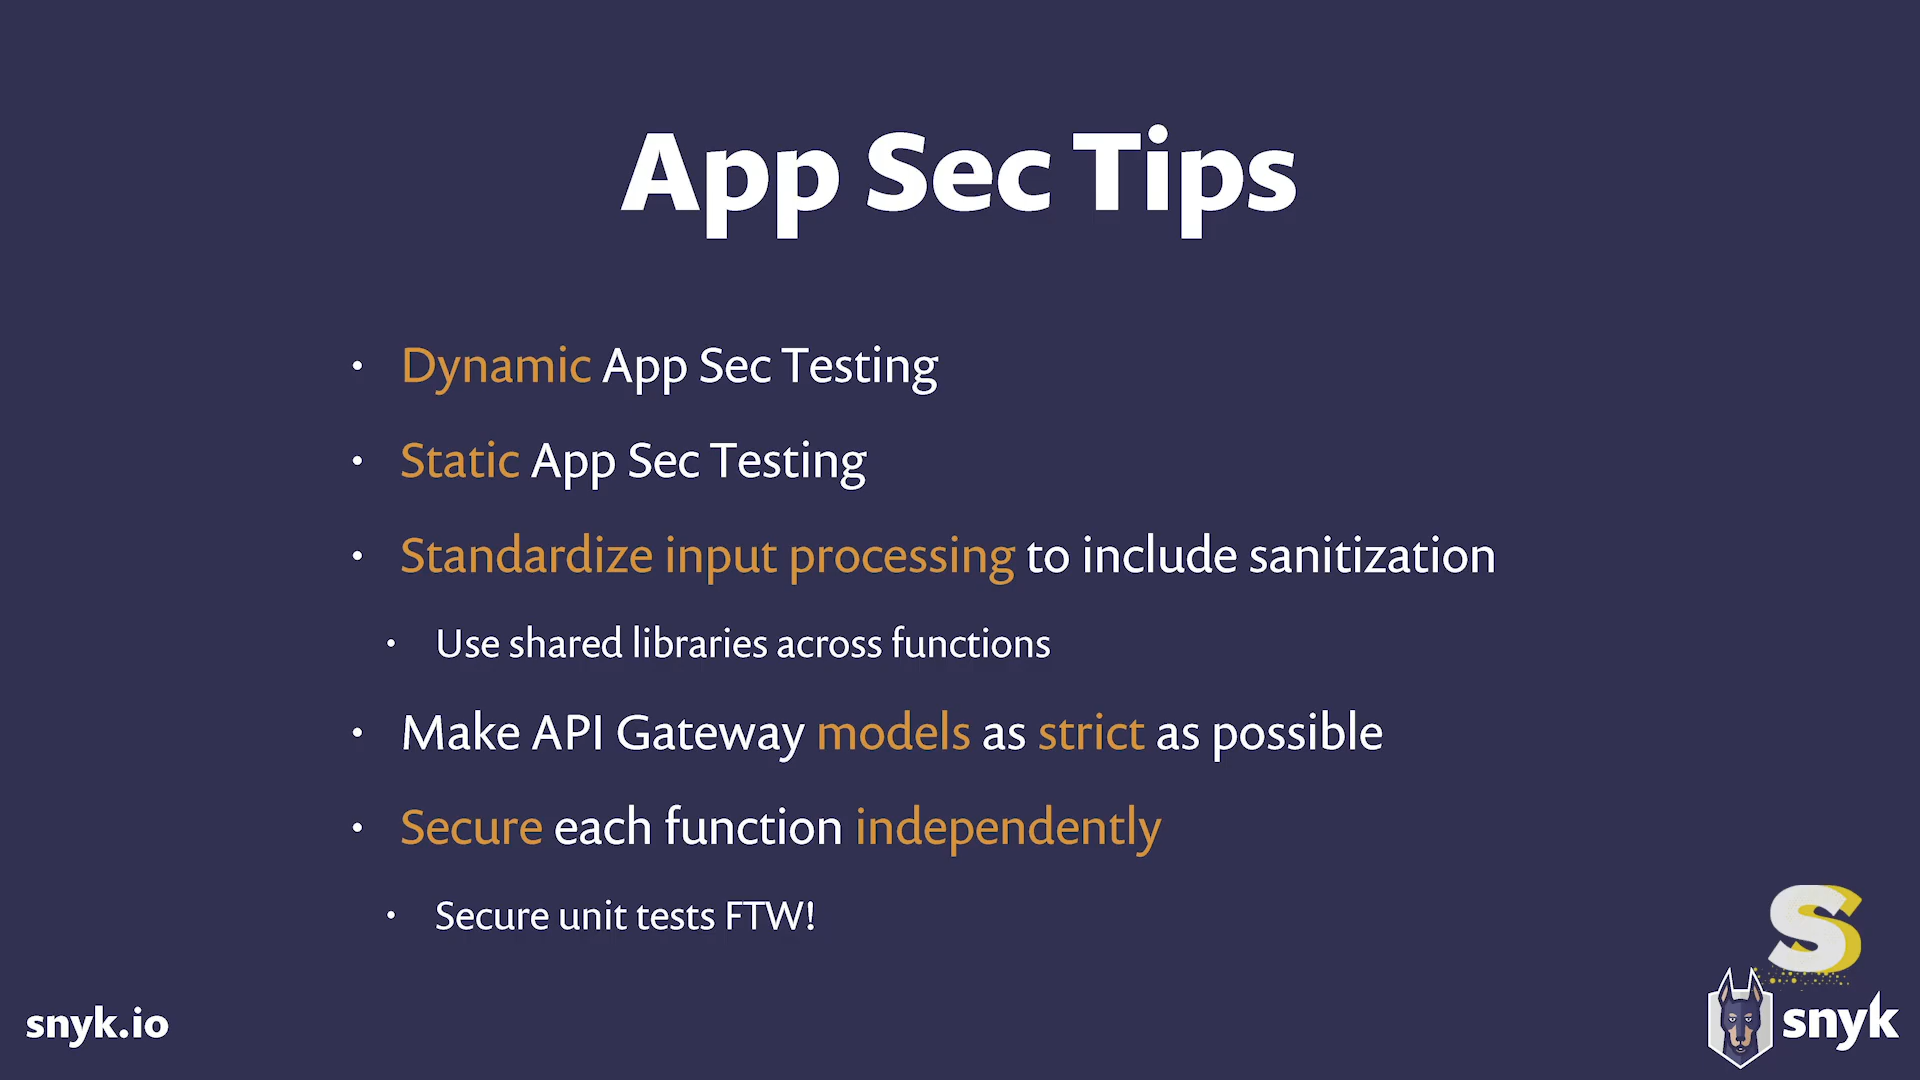 App Sec Tips
• Dynamic App Sec Testing
• Static App Sec Testing
• Standardize input processing to include sanitization
• Use shared libraries across functions
• Make API Gateway models as strict as possible
• Secure each function independently
• Secure unit tests FTW!
S
snyk.io
snyk